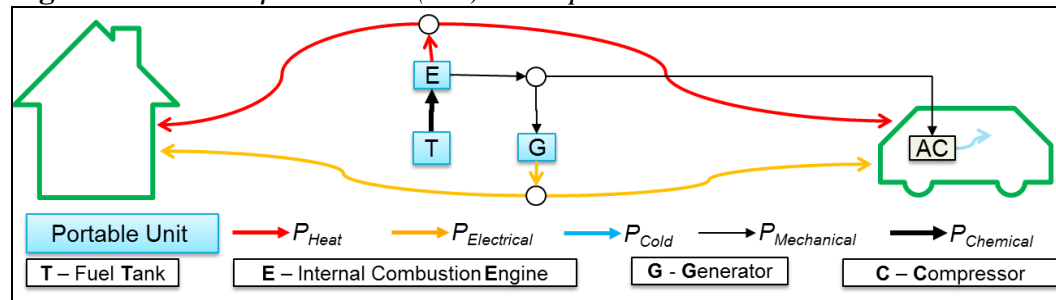 E
T
G
AC
Portable Unit
P_Heat
P_Electrical
P_Cold
P_Mechanical
P_Chemical
T – Fuel Tank
E – Internal Combustion Engine
G - Generator
C – Compressor